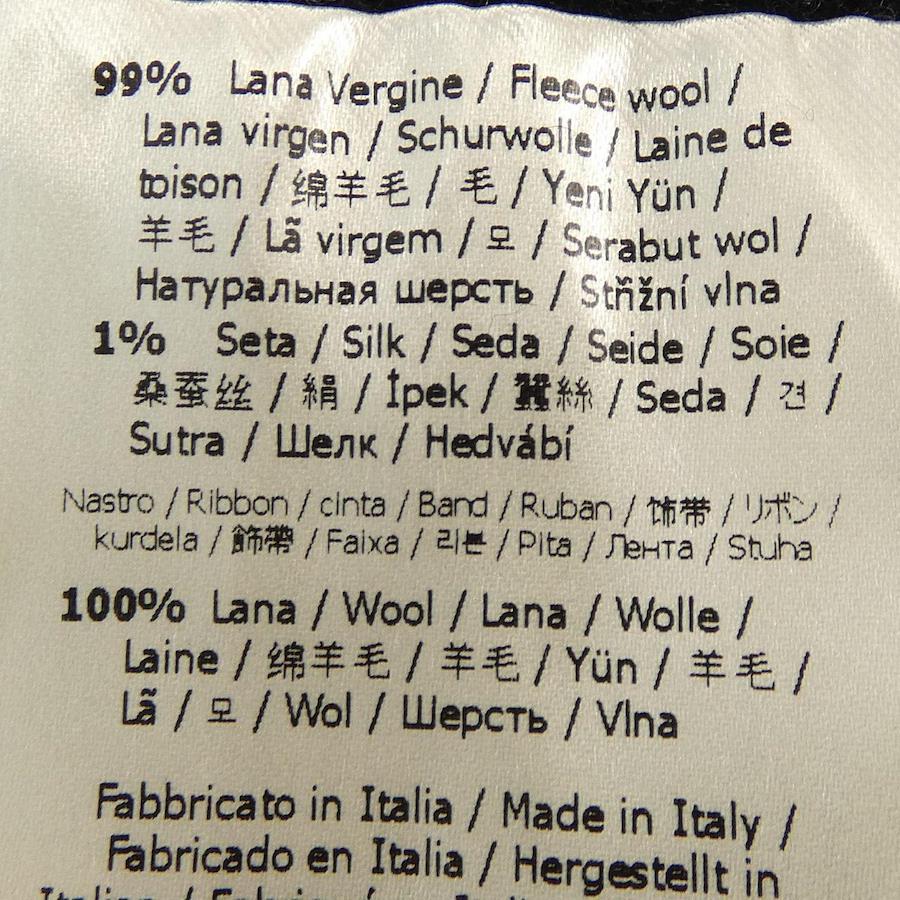 99% Lana Vergine / Fleece wool /
Lana virgen / Schurwolle / Laine de
toison / 绵羊毛 / 毛 / Yeni Yün /
羊毛 / Lã virgem / 모 / Serabut wol /
Натуральная шерсть / Střižní vlna
1% Seta / Silk / Seda / Seide / Soie /
桑蚕丝 / 絹 / İpek / 蠶絲 / Seda / 견 /
Sutra / Шелк / Hedvábí
Nastro / Ribbon / cinta / Band / Ruban / 饰带 / リボン /
kurdela / 飾帶 / Faixa / 리본 / Pita / Лента / Stuha
100% Lana / Wool / Lana / Wolle /
Laine / 绵羊毛 / 羊毛 / Yün / 羊毛 /
Lã / 모 / Wol / Шерсть / Vlna
Fabbricato in Italia / Made in Italy /
Fabricado en Italia / Hergestellt in